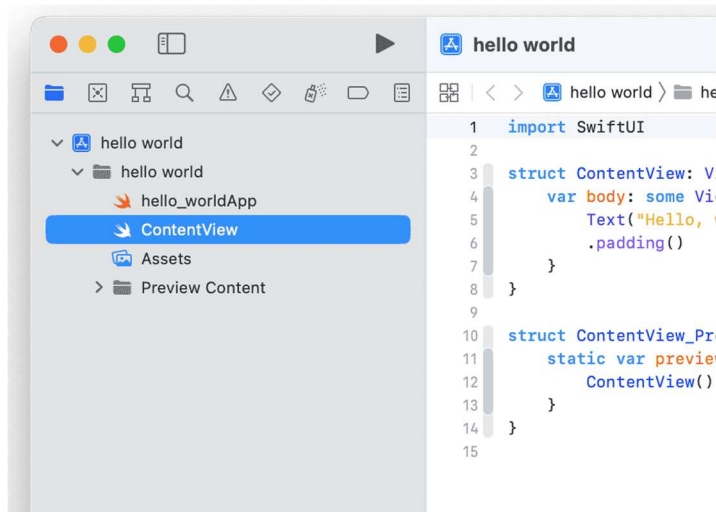 hello world
hello world
hello world
hello_worldApp
ContentView
Assets
Preview Content
hello world
1 import SwiftUI
2
3 struct ContentView:
4 var body: some
5 Text("Hello,
6 .padding()
7 }
8 }
9
10 struct
11 static var
12 ContentView()
13 }
14 }
15